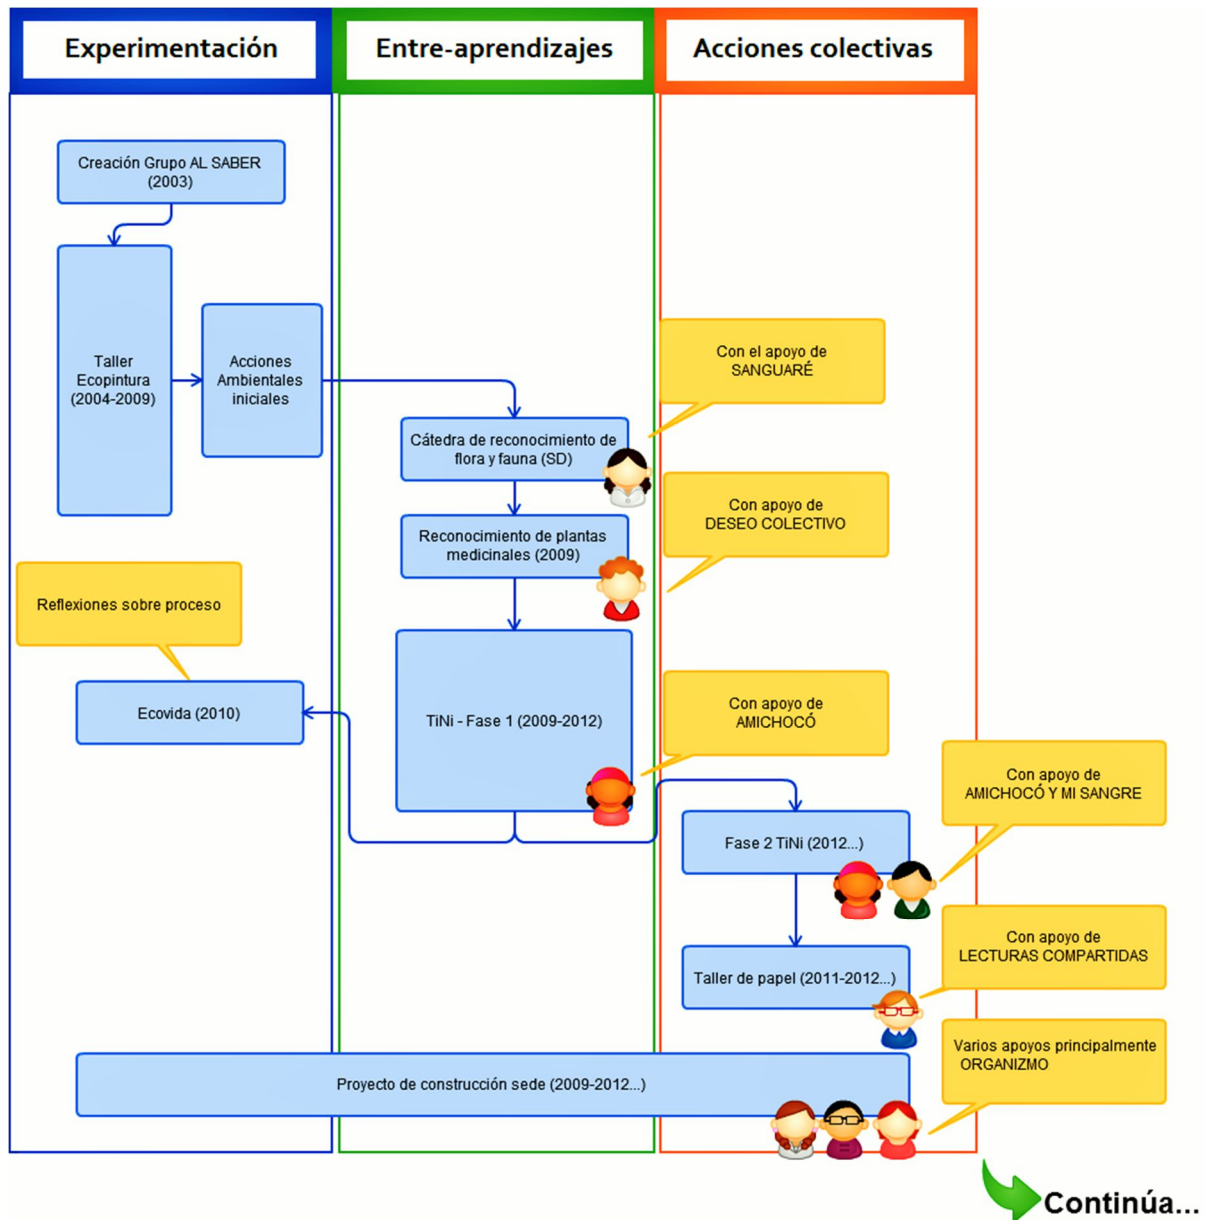 Experimentación
Entre-aprendizajes
Acciones colectivas
Creación Grupo AL SABER
(2003)
Taller
Ecopintura
(2004-2009)
Acciones
Ambientales
iniciales
Con el apoyo de
SANGUARÉ
Cátedra de reconocimiento de
flora y fauna (SD)
Con apoyo de
DESEO COLECTIVO
Reconocimiento de plantas
medicinales (2009)
Reflexiones sobre proceso
Ecovida (2010)
TiNi - Fase 1 (2009-2012)
Con apoyo de
AMICHOCÓ
Con apoyo de
AMICHOCÓ Y MI SANGRE
Fase 2 TiNi (2012...)
Con apoyo de
LECTURAS COMPARTIDAS
Taller de papel (2011-2012...)
Varios apoyos principalmente
ORGANIZMO
Proyecto de construcción sede (2009-2012...)
Continúa...